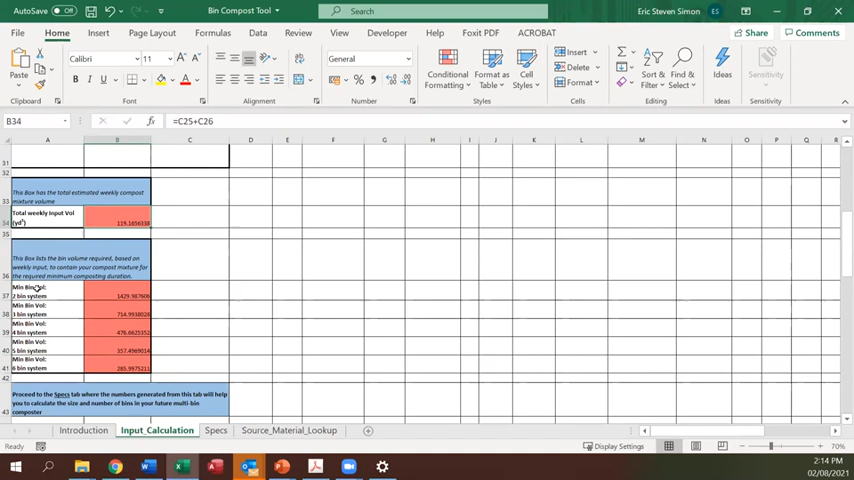 AutoSave Off
Bin Compost Tool
Search
Eric Steven Simon ES
File Home Insert Page Layout Formulas Data Review View Developer Foxit PDF ACROBAT Share Comments
Paste
Calibri 11
General
Conditional Formatting
Format as Table
Cell Styles
Insert
Delete
Format
Sort & Filter
Find & Select
Ideas
Sensitivity
Clipboard Font Alignment Number Styles Cells Editing Ideas Sensitivity
B34 =C25+C26
A B C D E F G H I J K L M N O P Q R
31
32
33 This Box has the total estimated weekly compost
mixture volume
34 Total weekly Input Vol
(yd³) 119.1656338
35
36 This Box lists the bin volume required, based on
weekly input, to contain your compost mixture for
the required minimum composting duration.
37 Min Bin Vol:
2 bin system 1429.987606
38 Min Bin Vol:
3 bin system 714.9938028
39 Min Bin Vol:
4 bin system 476.6625352
40 Min Bin Vol:
5 bin system 357.4969014
41 Min Bin Vol:
6 bin system 285.9975211
42
43 Proceed to the Specs tab where the numbers generated from this tab will help
you to calculate the size and number of bins in your future multi-bin
composter
Introduction Input_Calculation Specs Source_Material_Lookup
Ready Display Settings 70%
2:14 PM
02/08/2021